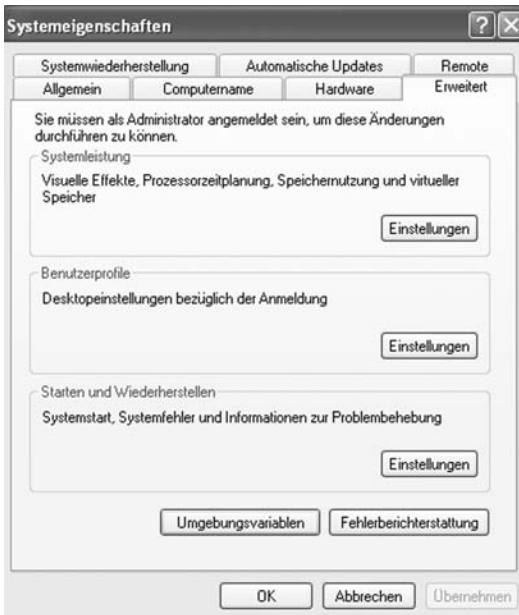 Systemeigenschaften
Systemwiederherstellung Automatische Updates Remote
Allgemein Computername Hardware Erweitert
Sie müssen als Administrator angemeldet sein, um diese Änderungen
durchführen zu können.
Systemleistung
Visuelle Effekte, Prozessorzeitplanung, Speichernutzung und virtueller
Speicher
Einstellungen
Benutzerprofile
Desktopeinstellungen bezüglich der Anmeldung
Einstellungen
Starten und Wiederherstellen
Systemstart, Systemfehler und Informationen zur Problembehebung
Einstellungen
Umgebungsvariablen Fehlerberichterstattung
OK Abbrechen Übernehmen